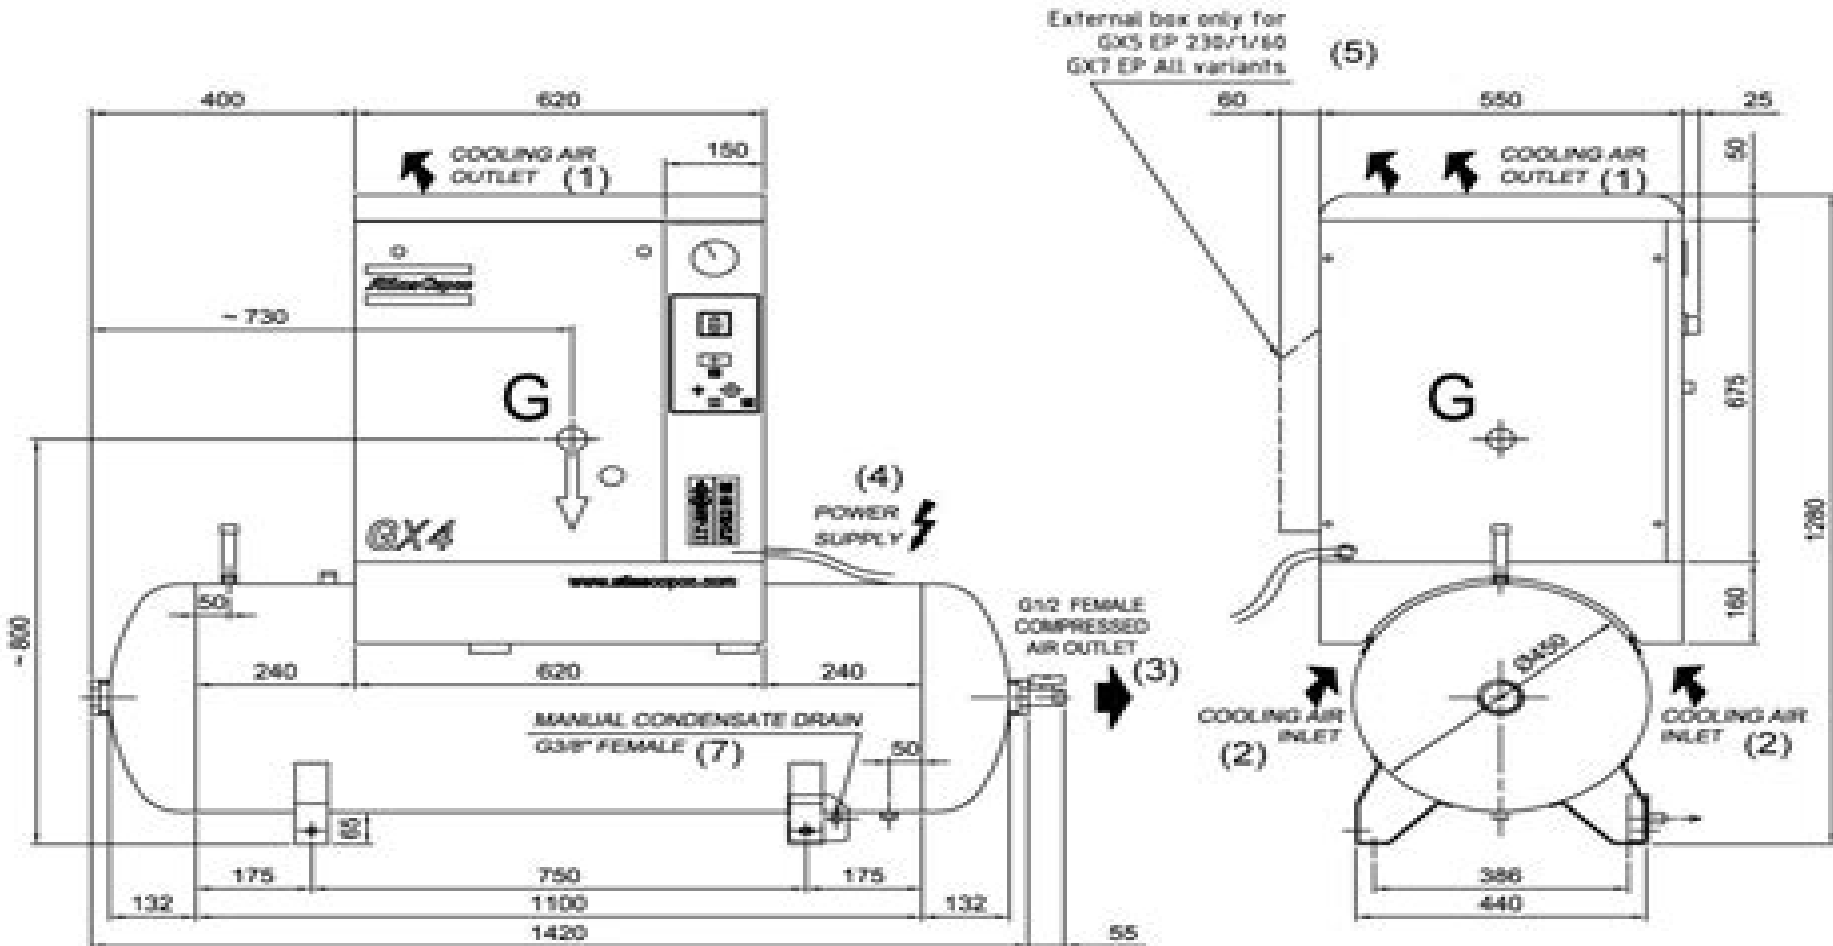 External box only for
GX5 EP 230/1/60
GX7 EP All variants
(5)
400
620
60
550
25
COOLING AIR
OUTLET (1)
150
COOLING AIR
OUTLET (1)
50
Atlas Copco
~ 730
G
G
675
1280
(4)
POWER
SUPPLY
GX4
www.atlascopco.com
50
~800
G1/2 FEMALE
COMPRESSED
AIR OUTLET
(3)
160
Ø450
240
620
240
MANUAL CONDENSATE DRAIN
G3/8" FEMALE (7)
50
COOLING AIR
INLET
(2)
COOLING AIR
INLET (2)
65
175
750
175
386
132
1100
132
440
1420
55